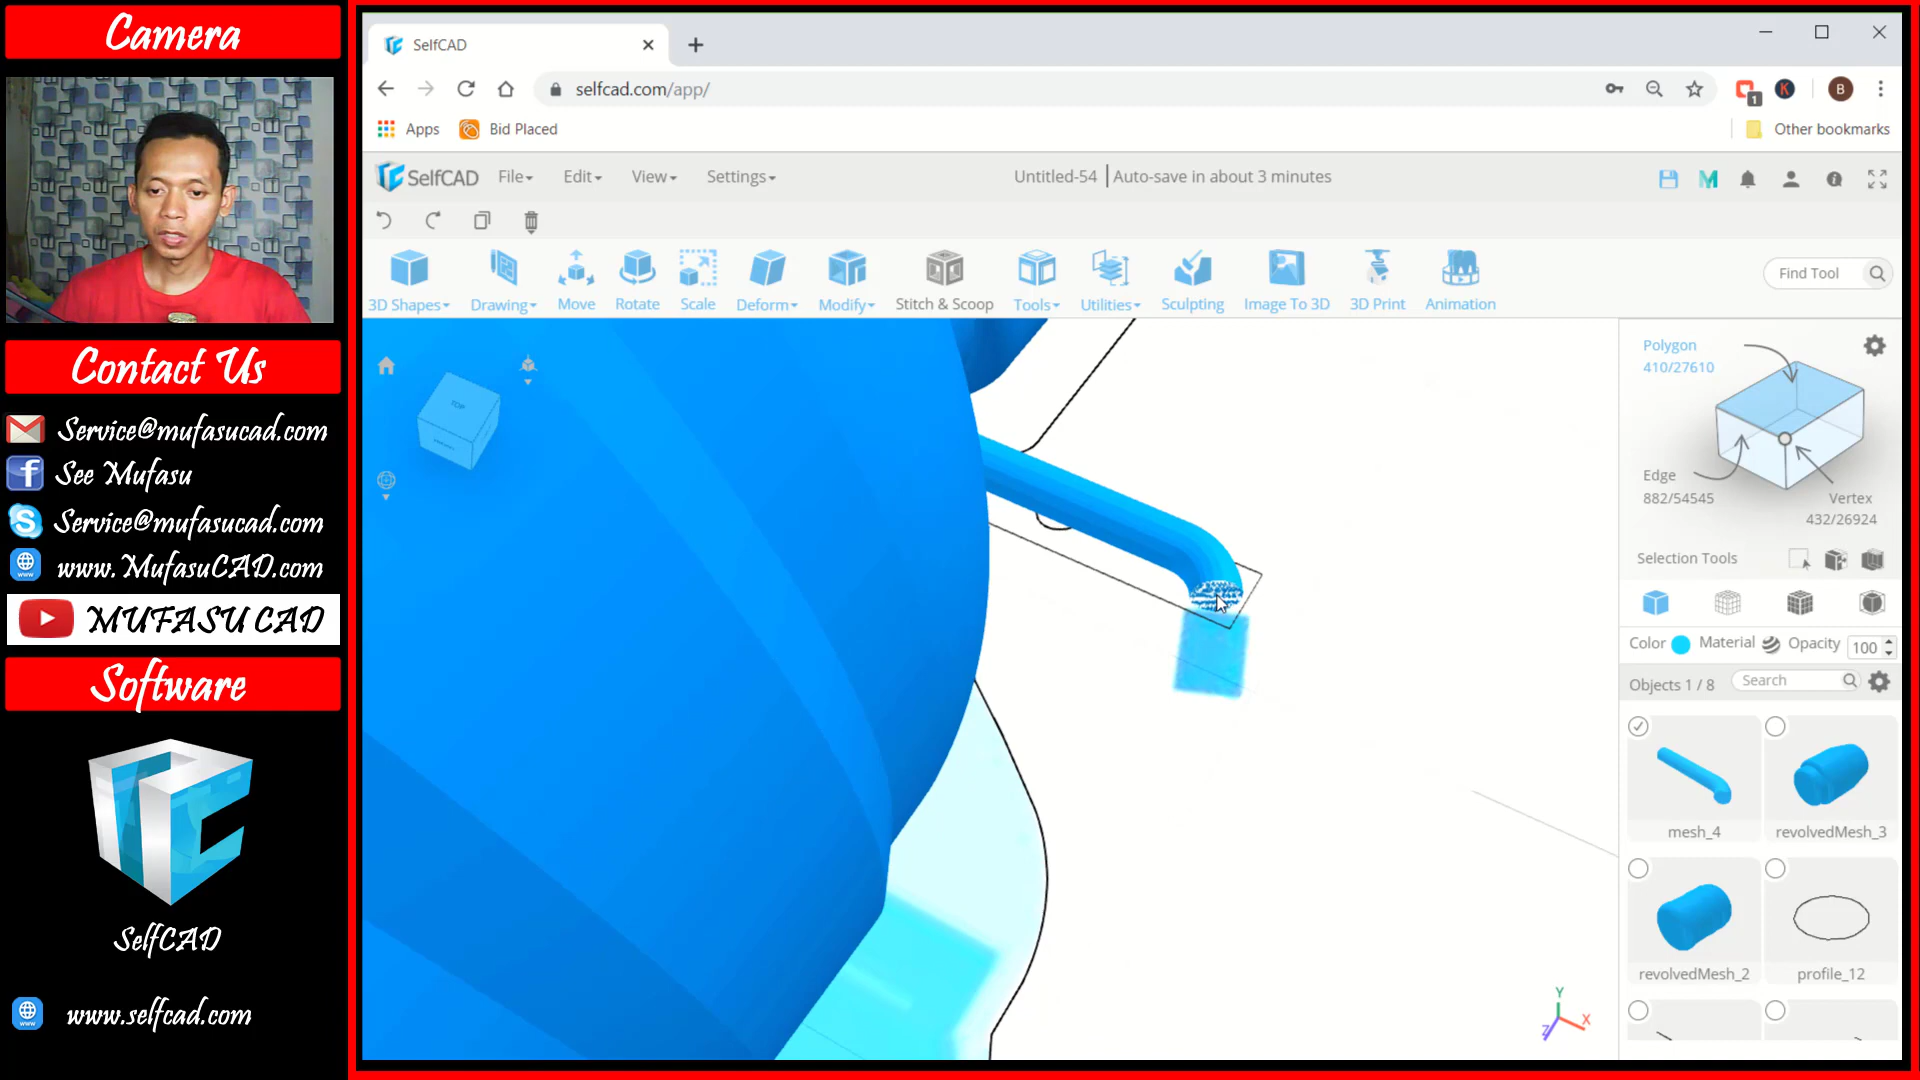 Camera
Contact Us
Service@mufasucad.com
See Mufasu
Service@mufasucad.com
www.MufasuCAD.com
MUFASU CAD
Software
SelfCAD
www.selfcad.com
SelfCAD
selfcad.com/app/
1
K
B
Apps
Bid Placed
Other bookmarks
SelfCAD
File
Edit
View
Settings
Untitled-54
Auto-save in about 3 minutes
M
3D Shapes
Drawing
Move
Rotate
Scale
Deform
Modify
Stitch & Scoop
Tools
Utilities
Sculpting
Image To 3D
3D Print
Animation
Find Tool
TOP
Polygon
410/27610
Edge
882/54545
Vertex
432/26924
Selection Tools
Color
Material
Opacity
100
Objects 1 / 8
Search
mesh_4
revolvedMesh_3
revolvedMesh_2
profile_12
Y
X
Z